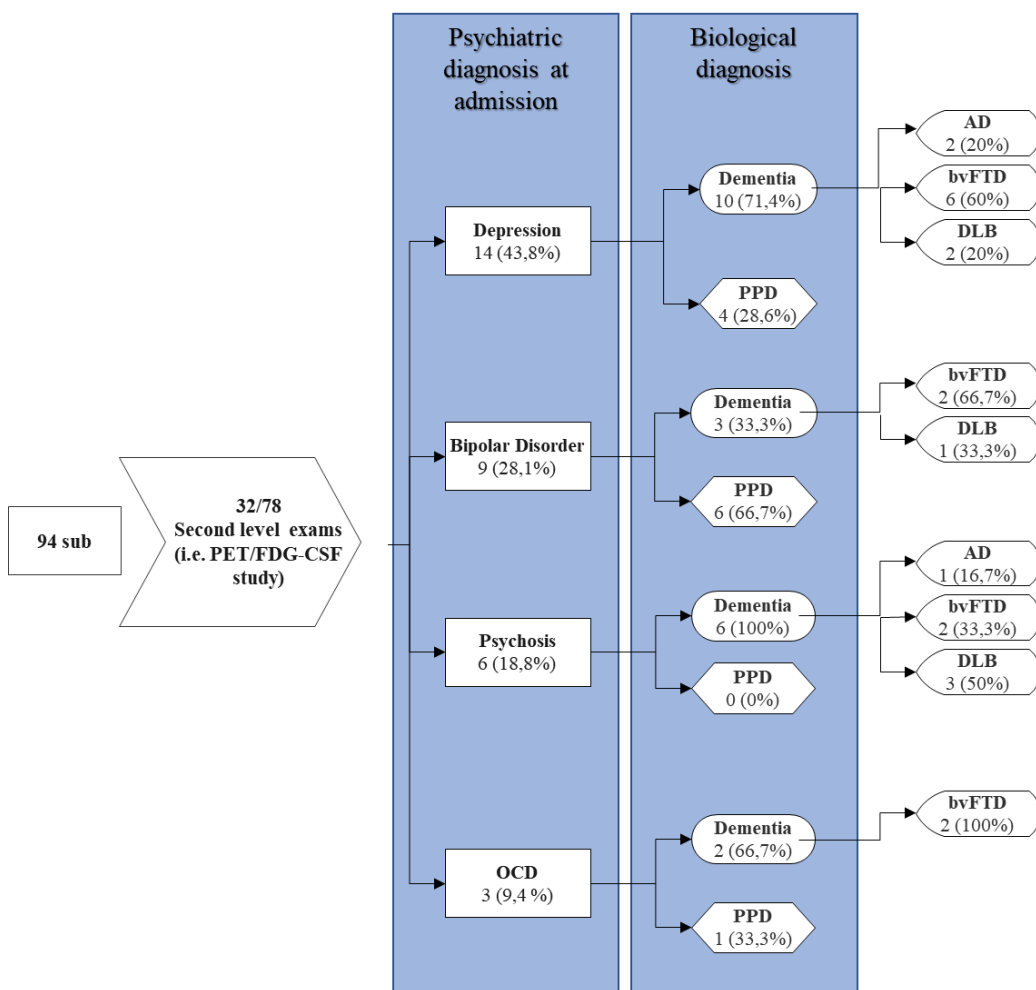 Psychiatric
diagnosis at
admission
Biological
diagnosis
94 sub
32/78
Second level exams
(i.e. PET/FDG-CSF
study)
Depression
14 (43,8%)
Dementia
10 (71,4%)
AD
2 (20%)
bvFTD
6 (60%)
DLB
2 (20%)
PPD
4 (28,6%)
Bipolar Disorder
9 (28,1%)
Dementia
3 (33,3%)
bvFTD
2 (66,7%)
DLB
1 (33,3%)
PPD
6 (66,7%)
Psychosis
6 (18,8%)
Dementia
6 (100%)
AD
1 (16,7%)
bvFTD
2 (33,3%)
DLB
3 (50%)
PPD
0 (0%)
OCD
3 (9,4 %)
Dementia
2 (66,7%)
bvFTD
2 (100%)
PPD
1 (33,3%)